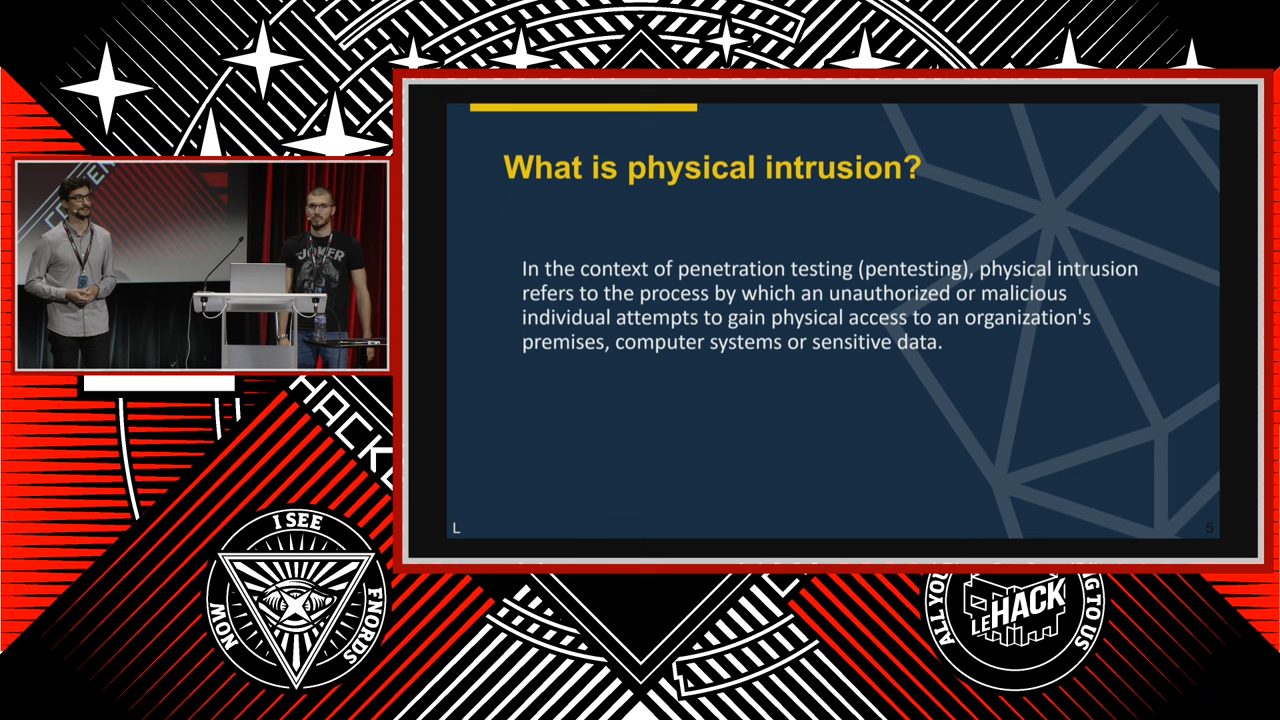 What is physical intrusion?
In the context of penetration testing (pentesting), physical intrusion
refers to the process by which an unauthorized or malicious
individual attempts to gain physical access to an organization's
premises, computer systems or sensitive data.
L
5
JOKER
I SEE
FNORDS
NOW
LEHACK